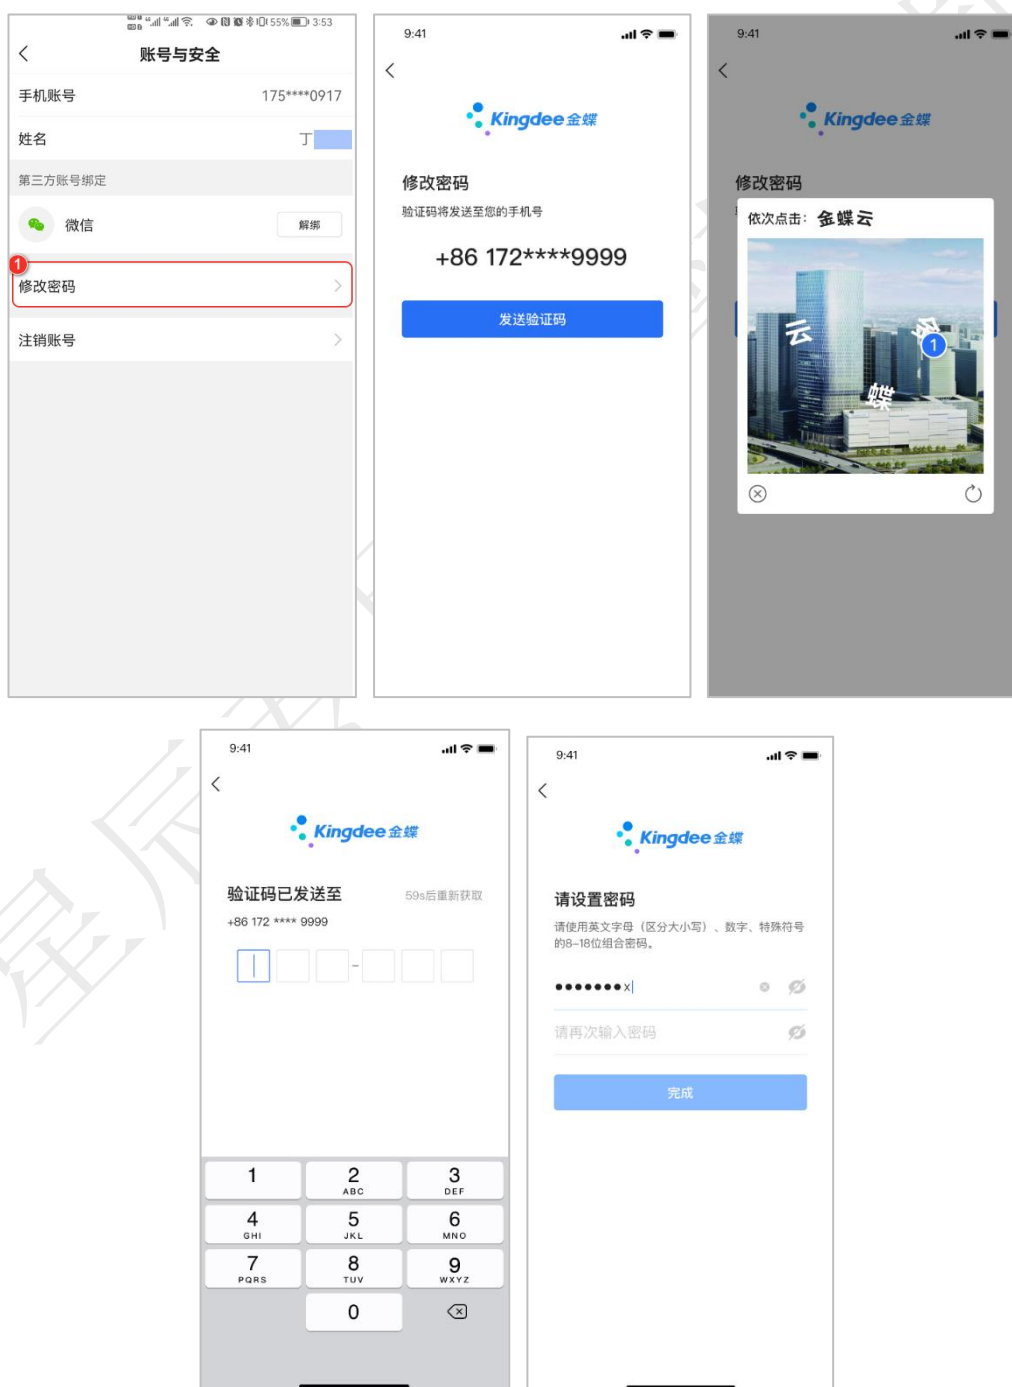 55% 3:53
账号与安全
手机账号 175****0917
姓名 丁
第三方账号绑定
微信 解绑
1
修改密码
注销账号
9:41
Kingdee金蝶
修改密码
验证码将发送至您的手机号
+86 172****9999
发送验证码
9:41
Kingdee金蝶
修改密码
依次点击：金蝶云
云
1
蝶
9:41
Kingdee金蝶
验证码已发送至 59s后重新获取
+86 172 **** 9999
-
1 2 3
ABC DEF
4 5 6
GHI JKL MNO
7 8 9
PQRS TUV WXYZ
0
9:41
Kingdee金蝶
请设置密码
请使用英文字母（区分大小写）、数字、特殊符号
的8-18位组合密码。
●●●●●●●x
请再次输入密码
完成
星辰